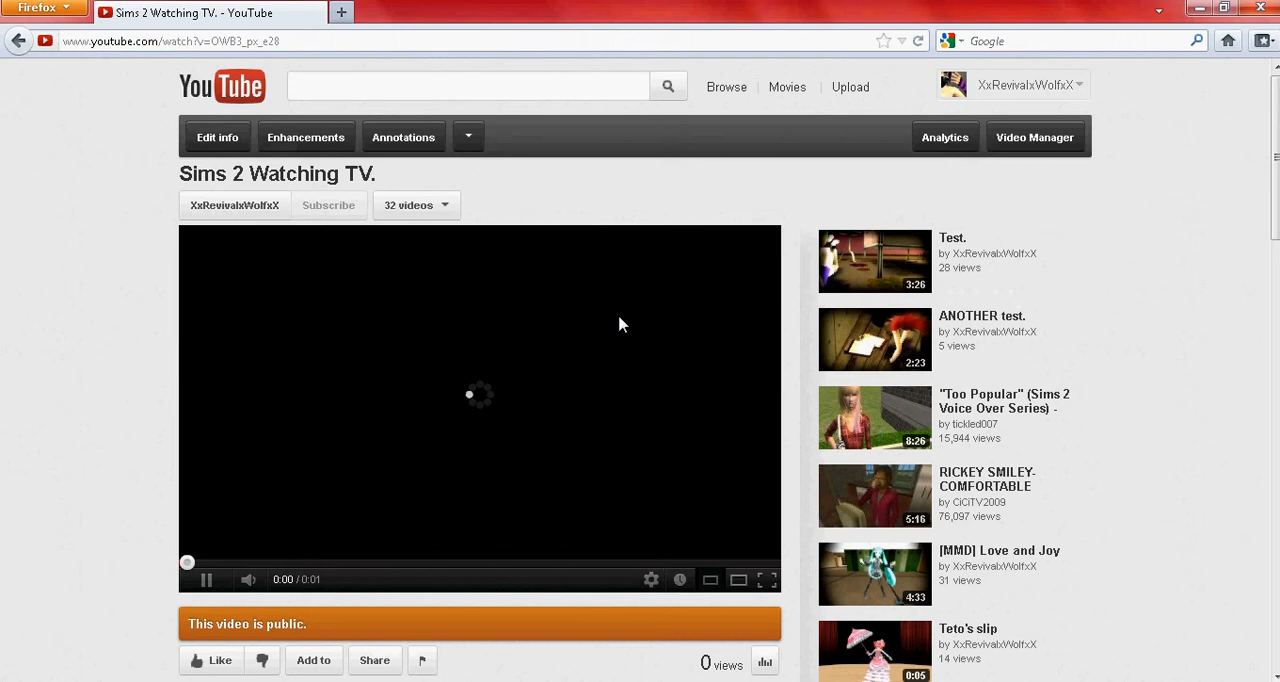 Firefox
Sims 2 Watching TV. - YouTube
www.youtube.com/watch?v=OWB3_px_e28
Google
YouTube
Browse
Movies
Upload
XxRevivalxWolfxX
Edit info
Enhancements
Annotations
Analytics
Video Manager
Sims 2 Watching TV.
XxRevivalxWolfxX
Subscribe
32 videos
0:00 / 0:01
This video is public.
Like
Add to
Share
0 views
Test.
by XxRevivalxWolfxX
28 views
3:26
ANOTHER test.
by XxRevivalxWolfxX
5 views
2:23
"Too Popular" (Sims 2
Voice Over Series) -
by tickled007
15,944 views
8:26
RICKEY SMILEY-
COMFORTABLE
by CiCiTV2009
76,097 views
5:16
[MMD] Love and Joy
by XxRevivalxWolfxX
31 views
4:33
Teto's slip
by XxRevivalxWolfxX
14 views
0:05